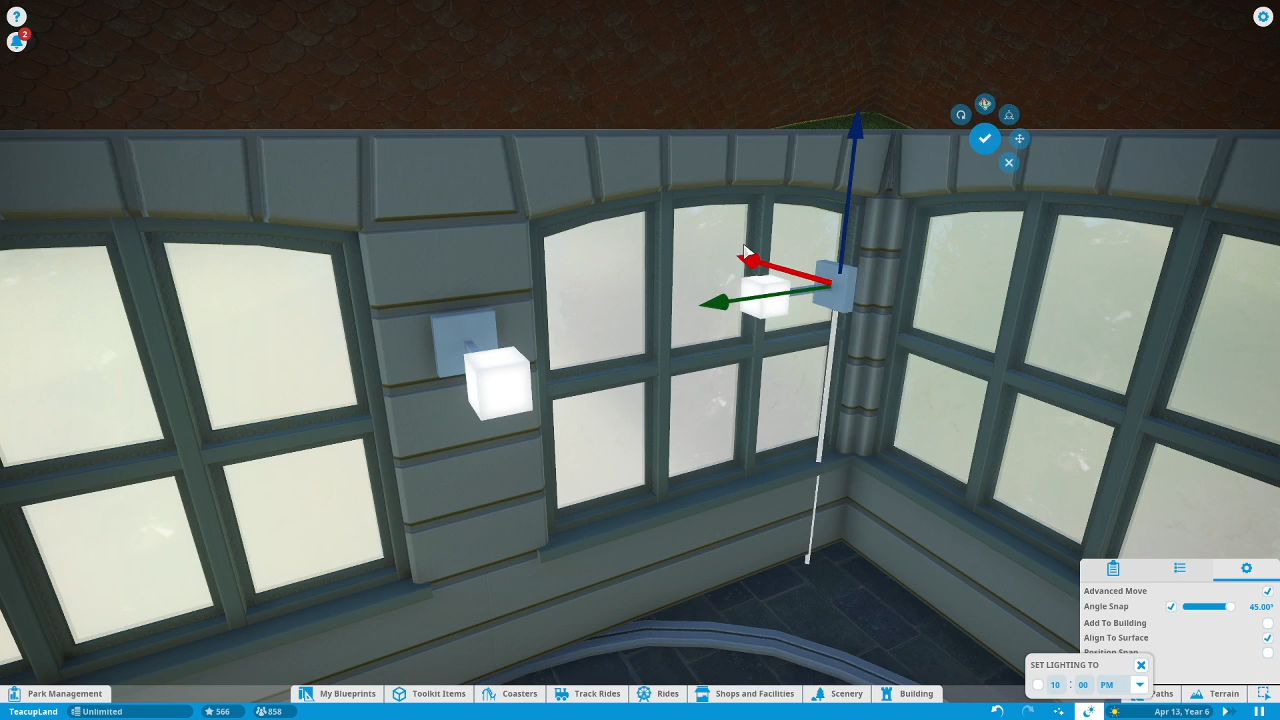 ?
2
Advanced Move
Angle Snap 45.00°
Add To Building
Align To Surface
Position Snap
SET LIGHTING TO
10 : 00 PM
Park Management
My Blueprints
Toolkit Items
Coasters
Track Rides
Rides
Shops and Facilities
Scenery
Building
Paths
Terrain
TeacupLand
Unlimited
566
858
Apr 13, Year 6